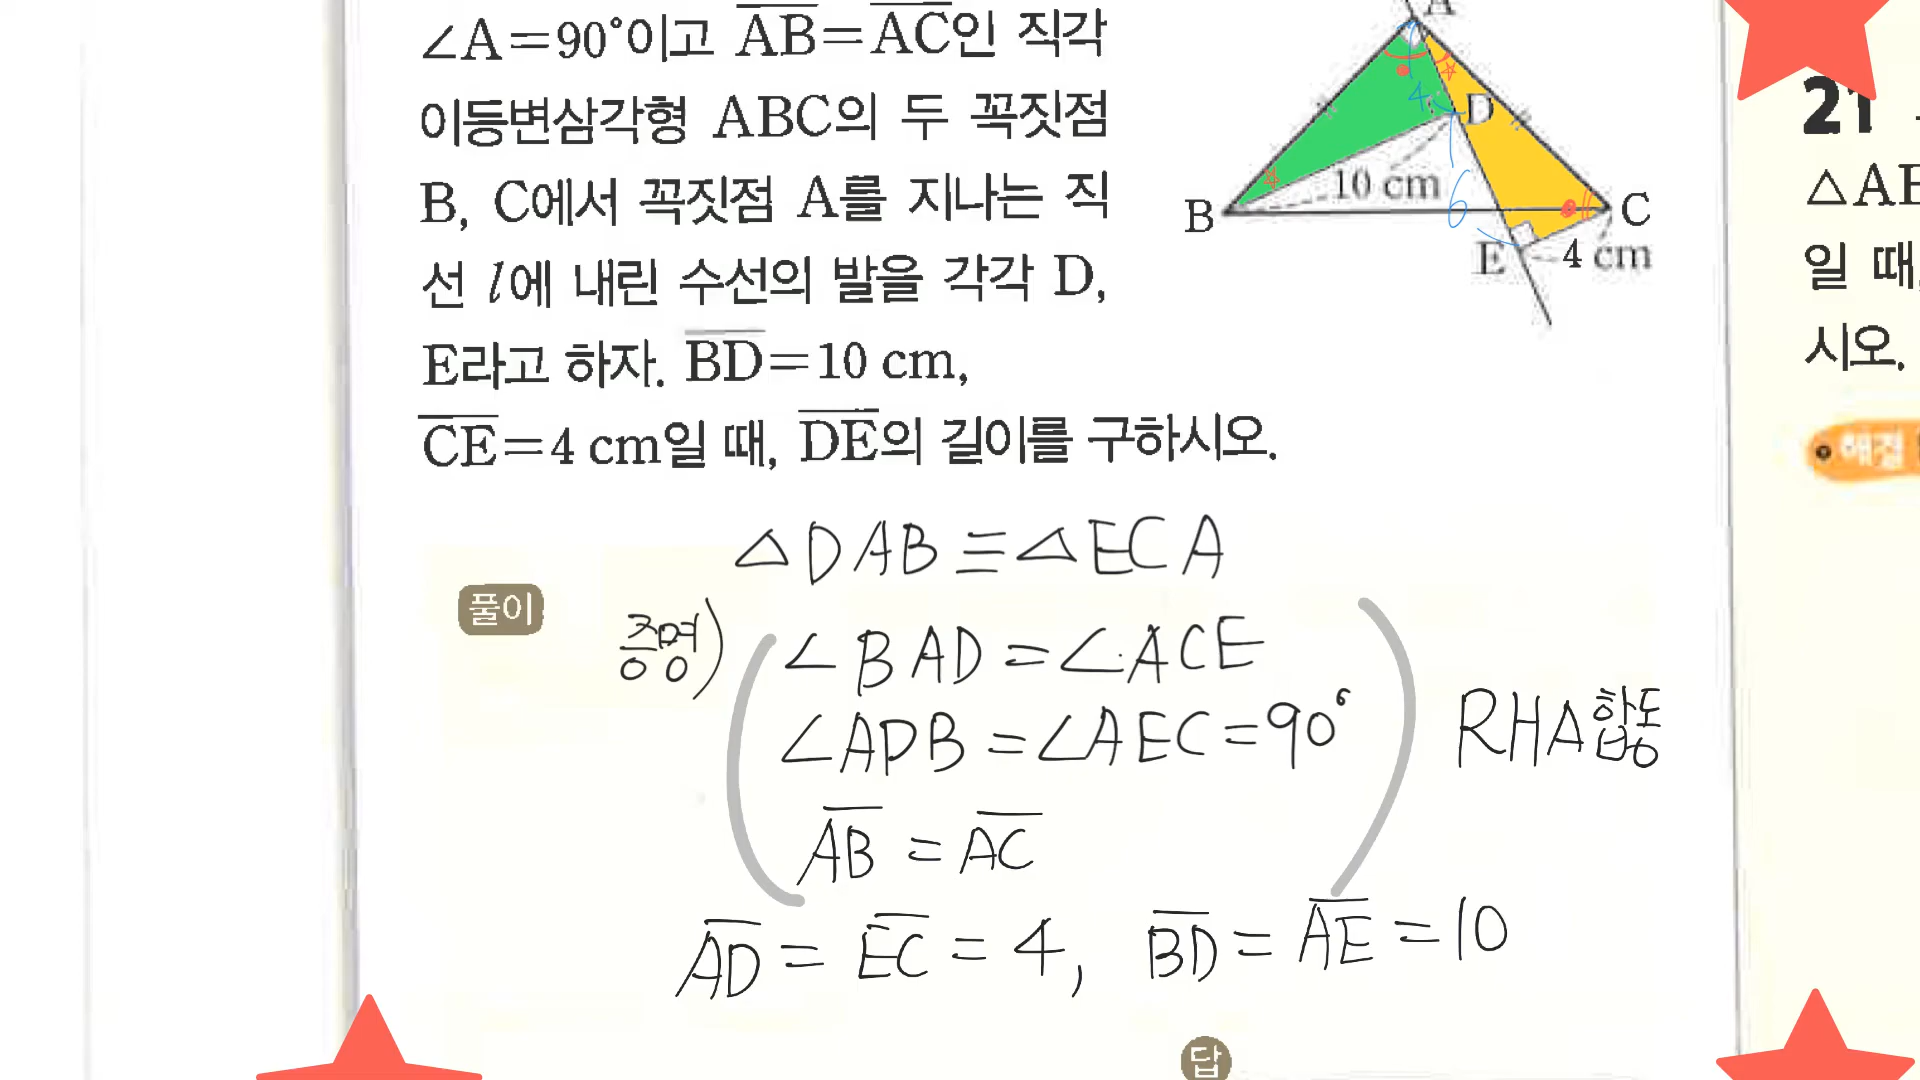 ∠A=90°이고 AB=AC인 직각
이등변삼각형 ABC의 두 꼭짓점
B, C에서 꼭짓점 A를 지나는 직
선 l에 내린 수선의 발을 각각 D,
E라고 하자. BD=10 cm,
CE=4 cm일 때, DE의 길이를 구하시오.
A
4
D
10 cm
6
B
C
E
4 cm
△DAB≡△ECA
풀이
증명)
∠BAD=∠ACE
∠ADB=∠AEC=90°
RHA합동
AB=AC
AD=EC=4, BD=AE=10
답
21
△AB
일 때,
시오.
해결